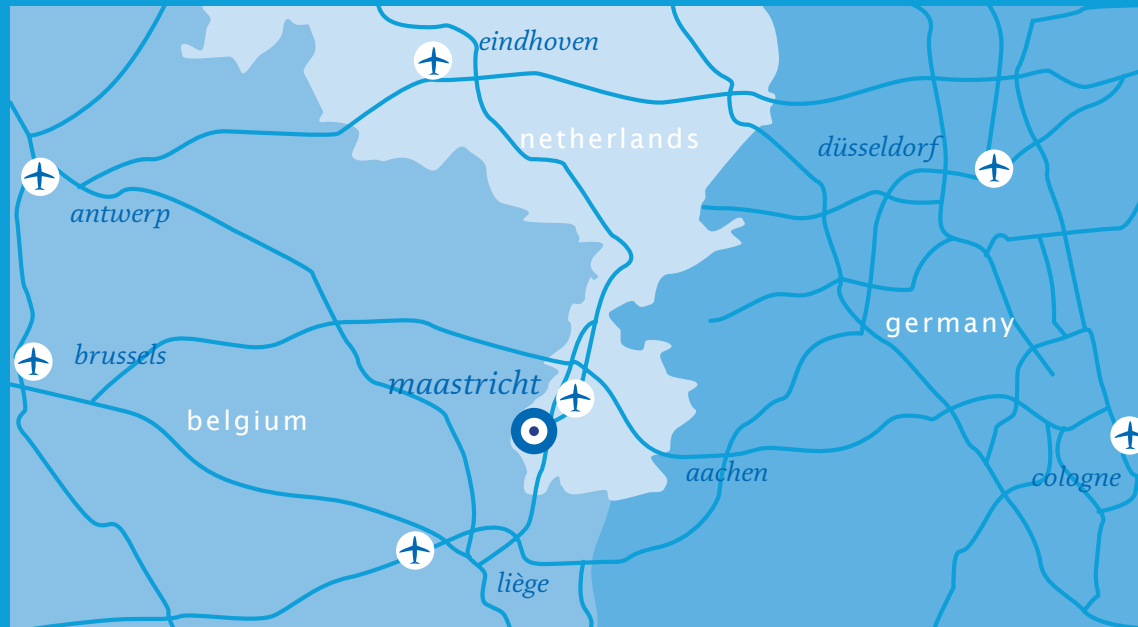 eindhoven
netherlands
düsseldorf
antwerp
germany
brussels
maastricht
belgium
aachen
cologne
liège